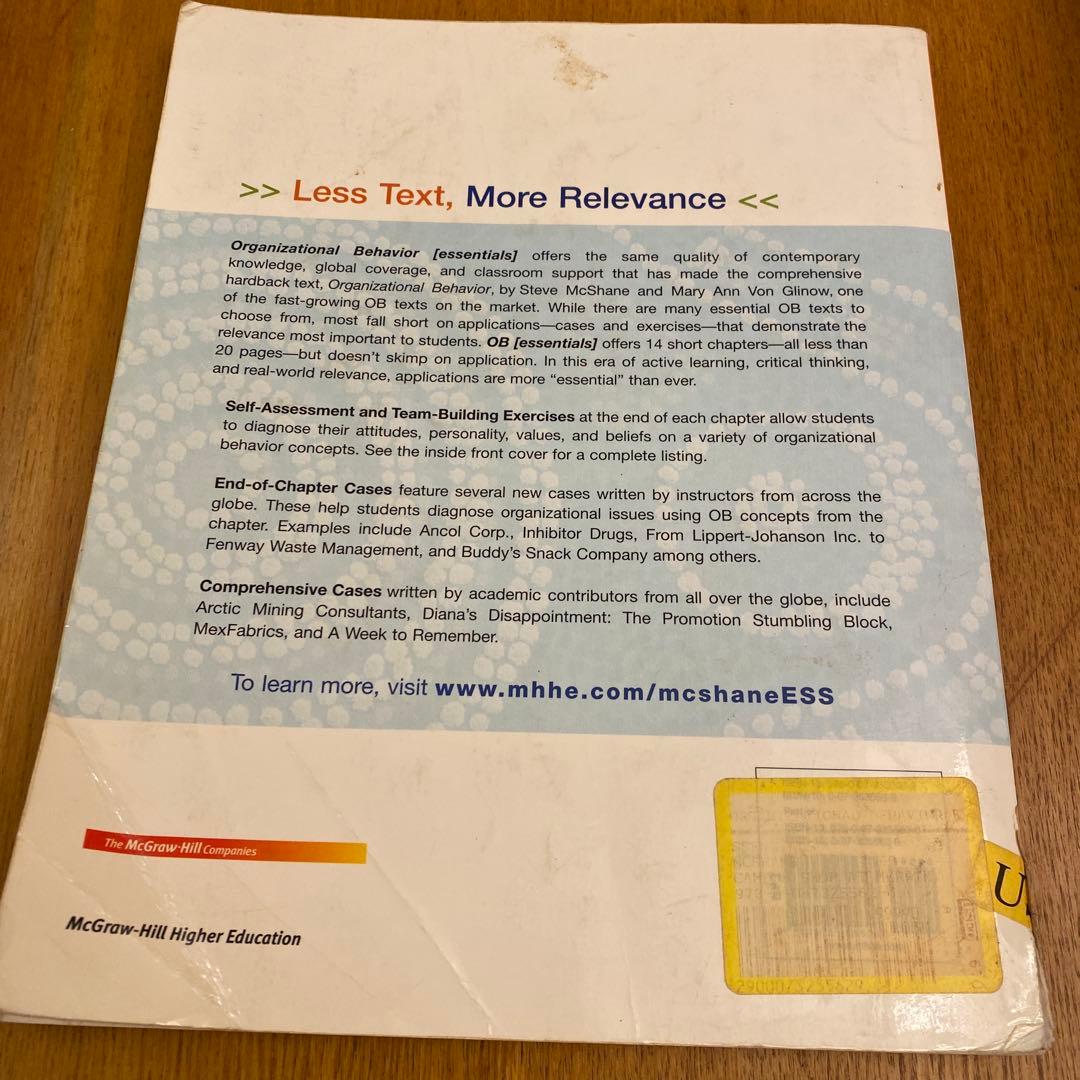 >> Less Text, More Relevance <<
Organizational Behavior [essentials] offers the same quality of contemporary
knowledge, global coverage, and classroom support that has made the comprehensive
hardback text, Organizational Behavior, by Steve McShane and Mary Ann Von Glinow, one
of the fast-growing OB texts on the market. While there are many essential OB texts to
choose from, most fall short on applications—cases and exercises—that demonstrate the
relevance most important to students. OB [essentials] offers 14 short chapters—all less than
20 pages—but doesn't skimp on application. In this era of active learning, critical thinking,
and real-world relevance, applications are more “essential” than ever.
Self-Assessment and Team-Building Exercises at the end of each chapter allow students
to diagnose their attitudes, personality, values, and beliefs on a variety of organizational
behavior concepts. See the inside front cover for a complete listing.
End-of-Chapter Cases feature several new cases written by instructors from across the
globe. These help students diagnose organizational issues using OB concepts from the
chapter. Examples include Ancol Corp., Inhibitor Drugs, From Lippert-Johanson Inc. to
Fenway Waste Management, and Buddy's Snack Company among others.
Comprehensive Cases written by academic contributors from all over the globe, include
Arctic Mining Consultants, Diana's Disappointment: The Promotion Stumbling Block,
MexFabrics, and A Week to Remember.
To learn more, visit www.mhhe.com/mcshaneESS
The McGraw·Hill Companies
McGraw-Hill Higher Education